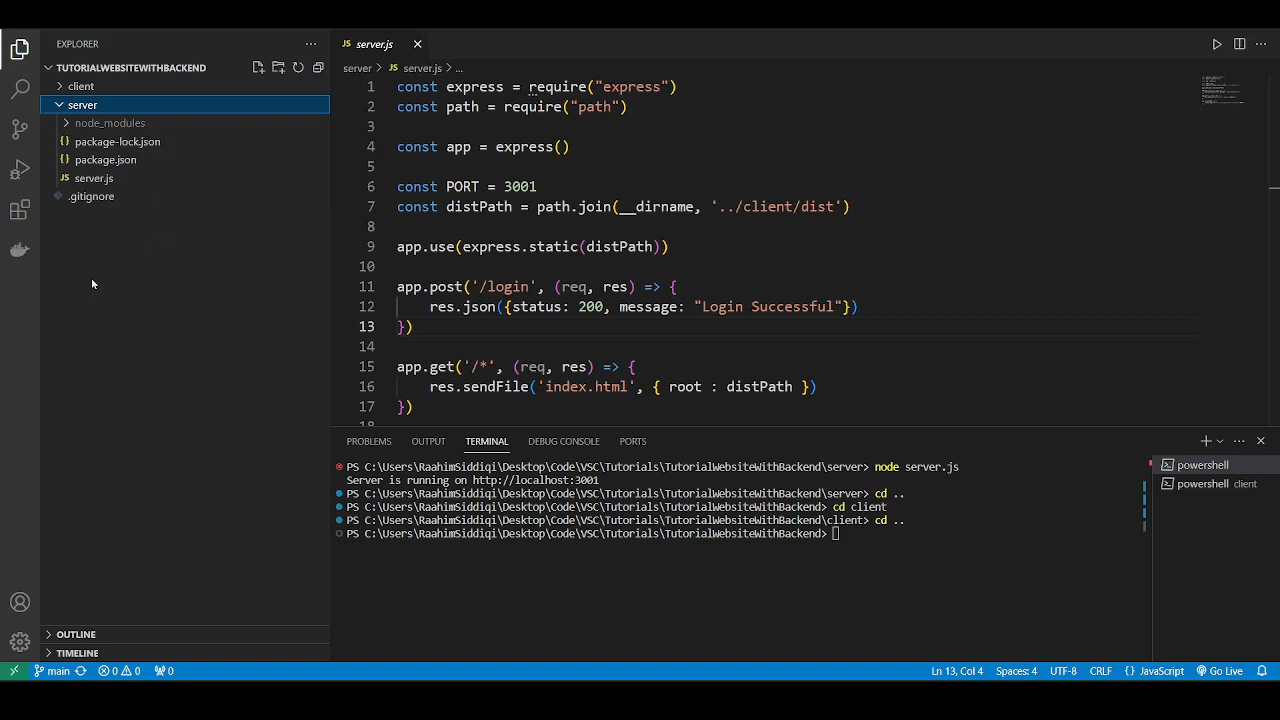 EXPLORER
TUTORIALWEBSITEWITHBACKEND
client
server
node_modules
package-lock.json
package.json
server.js
.gitignore
OUTLINE
TIMELINE
JS server.js
server > JS server.js > ...
1 const express = require("express")
2 const path = require("path")
3
4 const app = express()
5
6 const PORT = 3001
7 const distPath = path.join(__dirname, '../client/dist')
8
9 app.use(express.static(distPath))
10
11 app.post('/login', (req, res) => {
12 res.json({status: 200, message: "Login Successful"})
13 })
14
15 app.get('/*', (req, res) => {
16 res.sendFile('index.html', { root : distPath })
17 })
18
PROBLEMS OUTPUT TERMINAL DEBUG CONSOLE PORTS
PS C:\Users\RaahimSiddiqi\Desktop\Code\VSC\Tutorials\TutorialWebsiteWithBackend\server> node server.js
Server is running on http://localhost:3001
PS C:\Users\RaahimSiddiqi\Desktop\Code\VSC\Tutorials\TutorialWebsiteWithBackend\server> cd ..
PS C:\Users\RaahimSiddiqi\Desktop\Code\VSC\Tutorials\TutorialWebsiteWithBackend> cd client
PS C:\Users\RaahimSiddiqi\Desktop\Code\VSC\Tutorials\TutorialWebsiteWithBackend\client> cd ..
PS C:\Users\RaahimSiddiqi\Desktop\Code\VSC\Tutorials\TutorialWebsiteWithBackend>
powershell
powershell client
main 0 0 0 Ln 13, Col 4 Spaces: 4 UTF-8 CRLF {} JavaScript Go Live